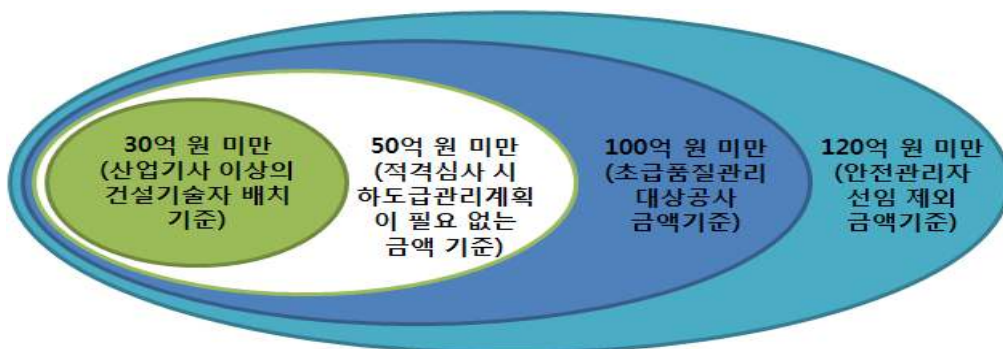 30억 원 미만
(산업기사 이상의
건설기술자 배치
기준)
50억 원 미만
(적격심사 시
하도급관리계획
이 필요 없는
금액 기준)
100억 원 미만
(초급품질관리
대상공사
금액기준)
120억 원 미만
(안전관리자
선임 제외
금액기준)